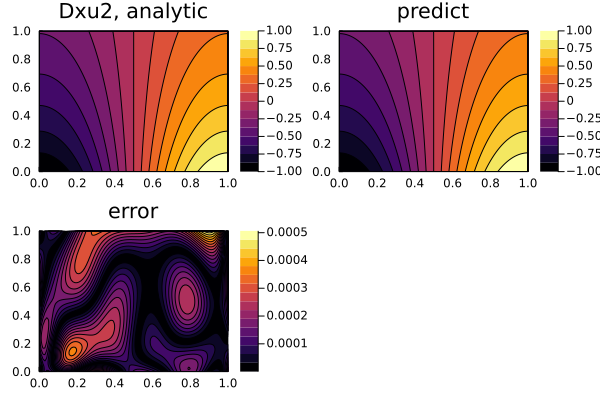 Dxu2, analytic predict
1.0 1.00 1.0 1.00
0.8 0.75 0.8 0.75
0.50 0.50
0.6 0.25 0.6 0.25
0 0
0.4 −0.25 0.4 −0.25
0.2 −0.50 0.2 −0.50
−0.75 −0.75
0.0 −1.00 0.0 −1.00
0.0 0.2 0.4 0.6 0.8 1.0 0.0 0.2 0.4 0.6 0.8 1.0
error
1.0 0.0005
0.8 0.0004
0.6 0.0003
0.4 0.0002
0.2 0.0001
0.0
0.0 0.2 0.4 0.6 0.8 1.0